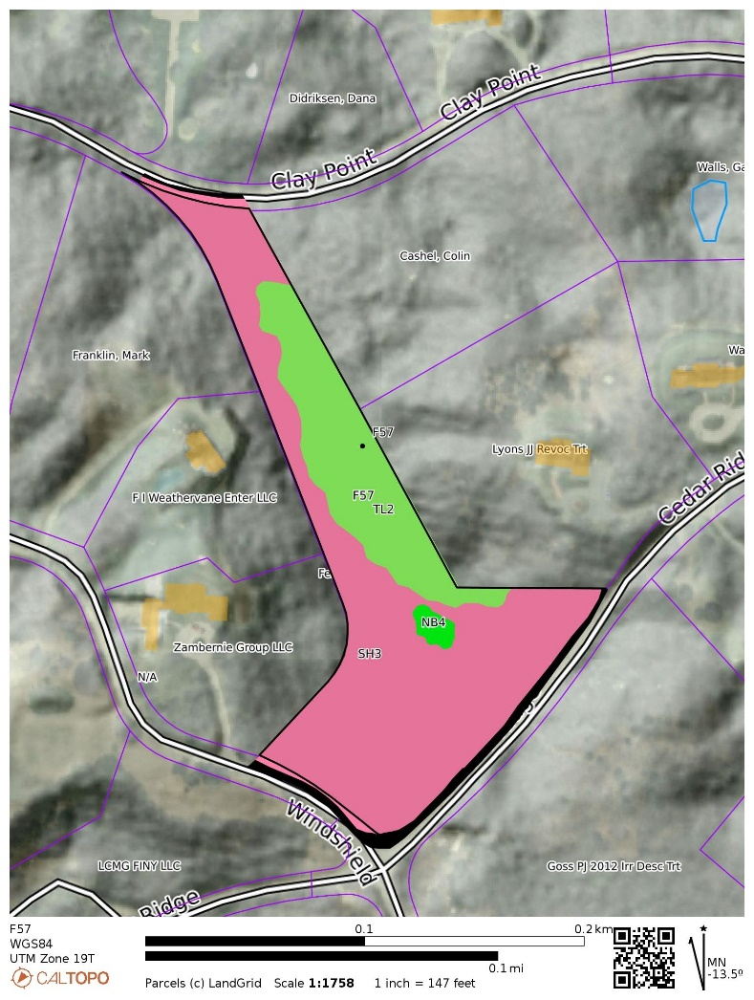 Didriksen, Dana
Clay Point
Clay Point
Walls, Ga
Cashel, Colin
Franklin, Mark
Wa
F57
Lyons JJ Revoc Trt
Cedar Rid
F I Weathervane Enter LLC
F57
TL2
Fe
NB4
Zambernie Group LLC
SH3
N/A
Windshield
LCMG FINY LLC
Goss PJ 2012 Irr Desc Trt
Ridge
F57
WGS84
UTM Zone 19T
CALTOPO
0.1
0.2 km
0.1 mi
Parcels (c) LandGrid Scale 1:1758 1 inch = 147 feet
MN
-13.5º